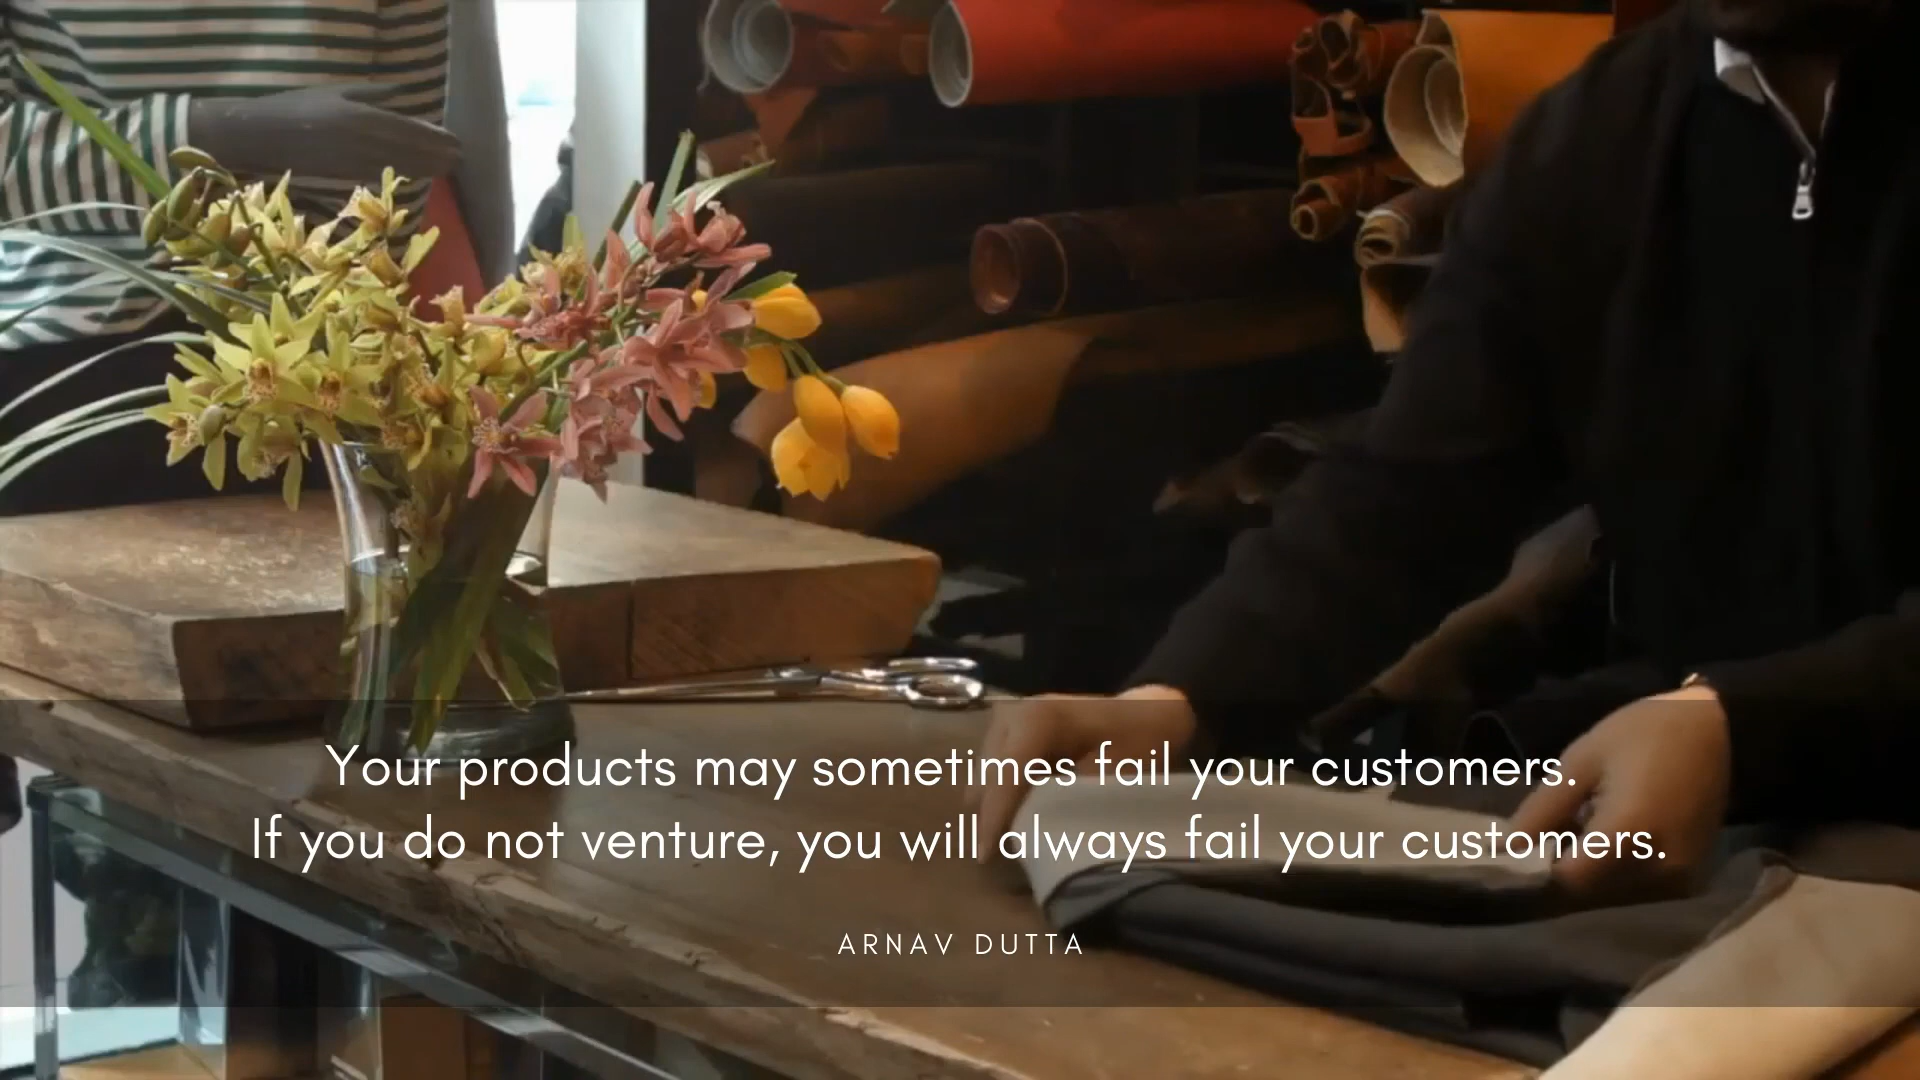 Your products may sometimes fail your customers.
If you do not venture, you will always fail your customers.
ARNAV DUTTA